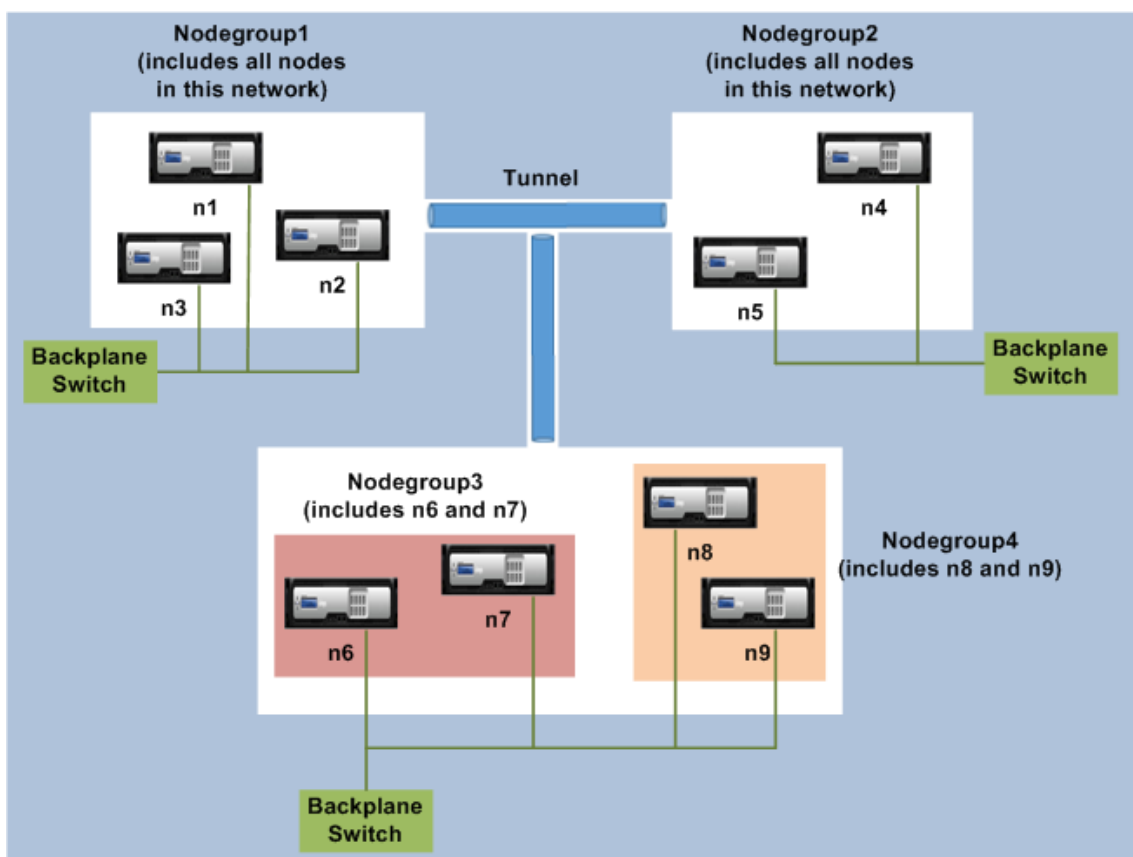 Nodegroup1
(includes all nodes
in this network)
Nodegroup2
(includes all nodes
in this network)
n1
n2
n3
Tunnel
n4
n5
Backplane
Switch
Backplane
Switch
Nodegroup3
(includes n6 and n7)
n6
n7
n8
n9
Nodegroup4
(includes n8 and n9)
Backplane
Switch